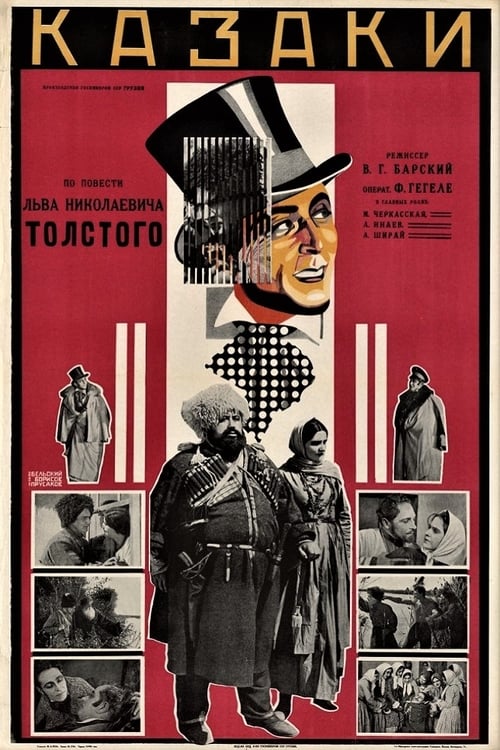 КАЗАКИ
ПРОИЗВОДСТВО ГОСКИНПРОМ ССР ГРУЗИИ
ПО ПОВЕСТИ
ЛЬВА НИКОЛАЕВИЧА
ТОЛСТОГО
РЕЖИССЕР
В. Г. БАРСКИЙ
ОПЕРАТ. Ф. ГЕГЕЛЕ
В ГЛАВНЫХ РОЛЯХ:
И. ЧЕРКАССКАЯ,
А. ИНАЕВ,
А. ШИРАЙ
БЕЛЬСКИЙ
БОРИСОВ
ПРУСАКОВ